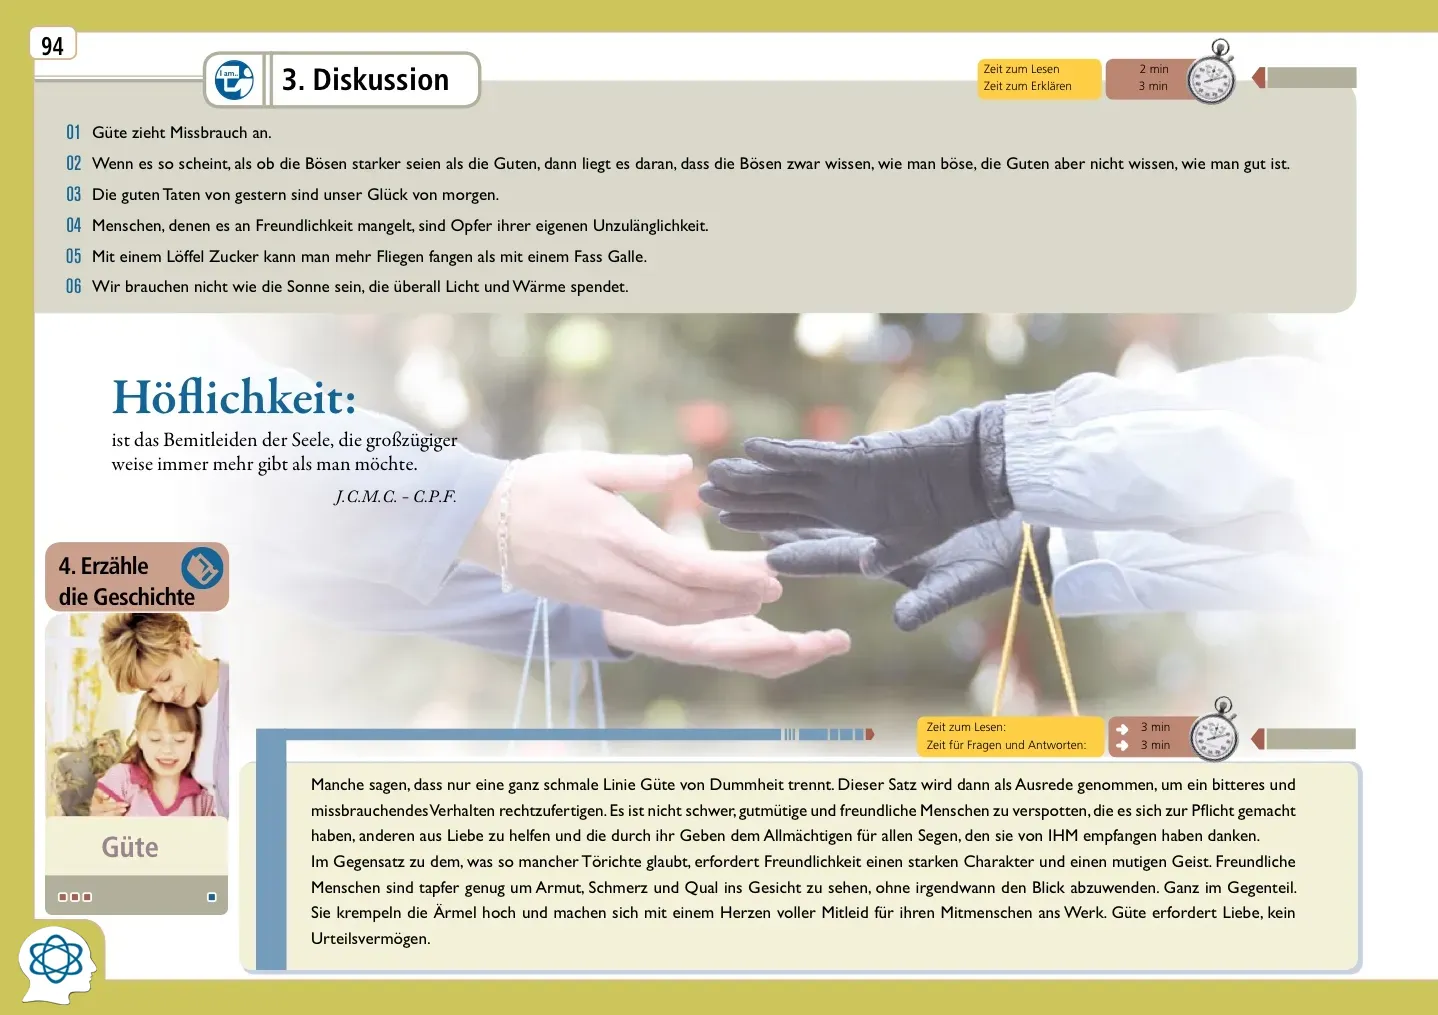 94
I am...
3. Diskussion
Zeit zum Lesen 2 min
Zeit zum Erklären 3 min
01 Güte zieht Missbrauch an.
02 Wenn es so scheint, als ob die Bösen starker seien als die Guten, dann liegt es daran, dass die Bösen zwar wissen, wie man böse, die Guten aber nicht wissen, wie man gut ist.
03 Die guten Taten von gestern sind unser Glück von morgen.
04 Menschen, denen es an Freundlichkeit mangelt, sind Opfer ihrer eigenen Unzulänglichkeit.
05 Mit einem Löffel Zucker kann man mehr Fliegen fangen als mit einem Fass Galle.
06 Wir brauchen nicht wie die Sonne sein, die überall Licht und Wärme spendet.
Höflichkeit:
ist das Bemitleiden der Seele, die großzügiger
weise immer mehr gibt als man möchte.
J.C.M.C. - C.P.F.
4. Erzähle
die Geschichte
Güte
Zeit zum Lesen: 3 min
Zeit für Fragen und Antworten: 3 min
Manche sagen, dass nur eine ganz schmale Linie Güte von Dummheit trennt. Dieser Satz wird dann als Ausrede genommen, um ein bitteres und
missbrauchendes Verhalten rechtzufertigen. Es ist nicht schwer, gutmütige und freundliche Menschen zu verspotten, die es sich zur Pflicht gemacht
haben, anderen aus Liebe zu helfen und die durch ihr Geben dem Allmächtigen für allen Segen, den sie von IHM empfangen haben danken.
Im Gegensatz zu dem, was so mancher Törichte glaubt, erfordert Freundlichkeit einen starken Charakter und einen mutigen Geist. Freundliche
Menschen sind tapfer genug um Armut, Schmerz und Qual ins Gesicht zu sehen, ohne irgendwann den Blick abzuwenden. Ganz im Gegenteil.
Sie krempeln die Ärmel hoch und machen sich mit einem Herzen voller Mitleid für ihren Mitmenschen ans Werk. Güte erfordert Liebe, kein
Urteilsvermögen.